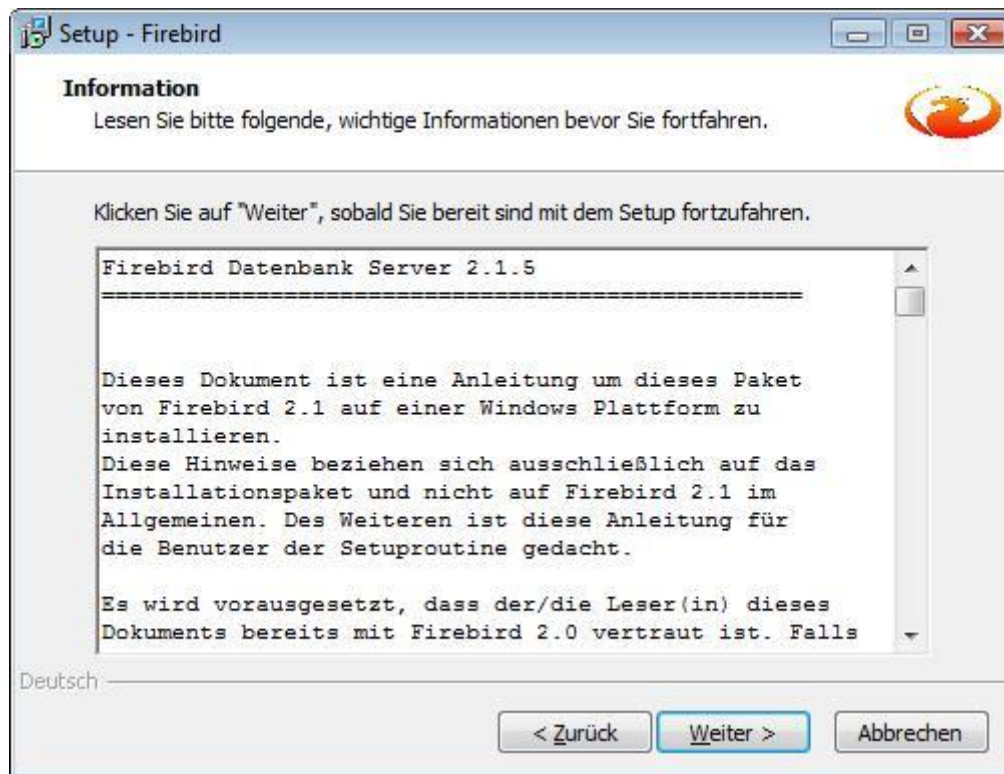 Setup - Firebird
Information
Lesen Sie bitte folgende, wichtige Informationen bevor Sie fortfahren.
Klicken Sie auf "Weiter", sobald Sie bereit sind mit dem Setup fortzufahren.
Firebird Datenbank Server 2.1.5
==================================================
Dieses Dokument ist eine Anleitung um dieses Paket
von Firebird 2.1 auf einer Windows Plattform zu
installieren.
Diese Hinweise beziehen sich ausschließlich auf das
Installationspaket und nicht auf Firebird 2.1 im
Allgemeinen. Des Weiteren ist diese Anleitung für
die Benutzer der Setuproutine gedacht.
Es wird vorausgesetzt, dass der/die Leser(in) dieses
Dokuments bereits mit Firebird 2.0 vertraut ist. Falls
Deutsch
< Zurück
Weiter >
Abbrechen